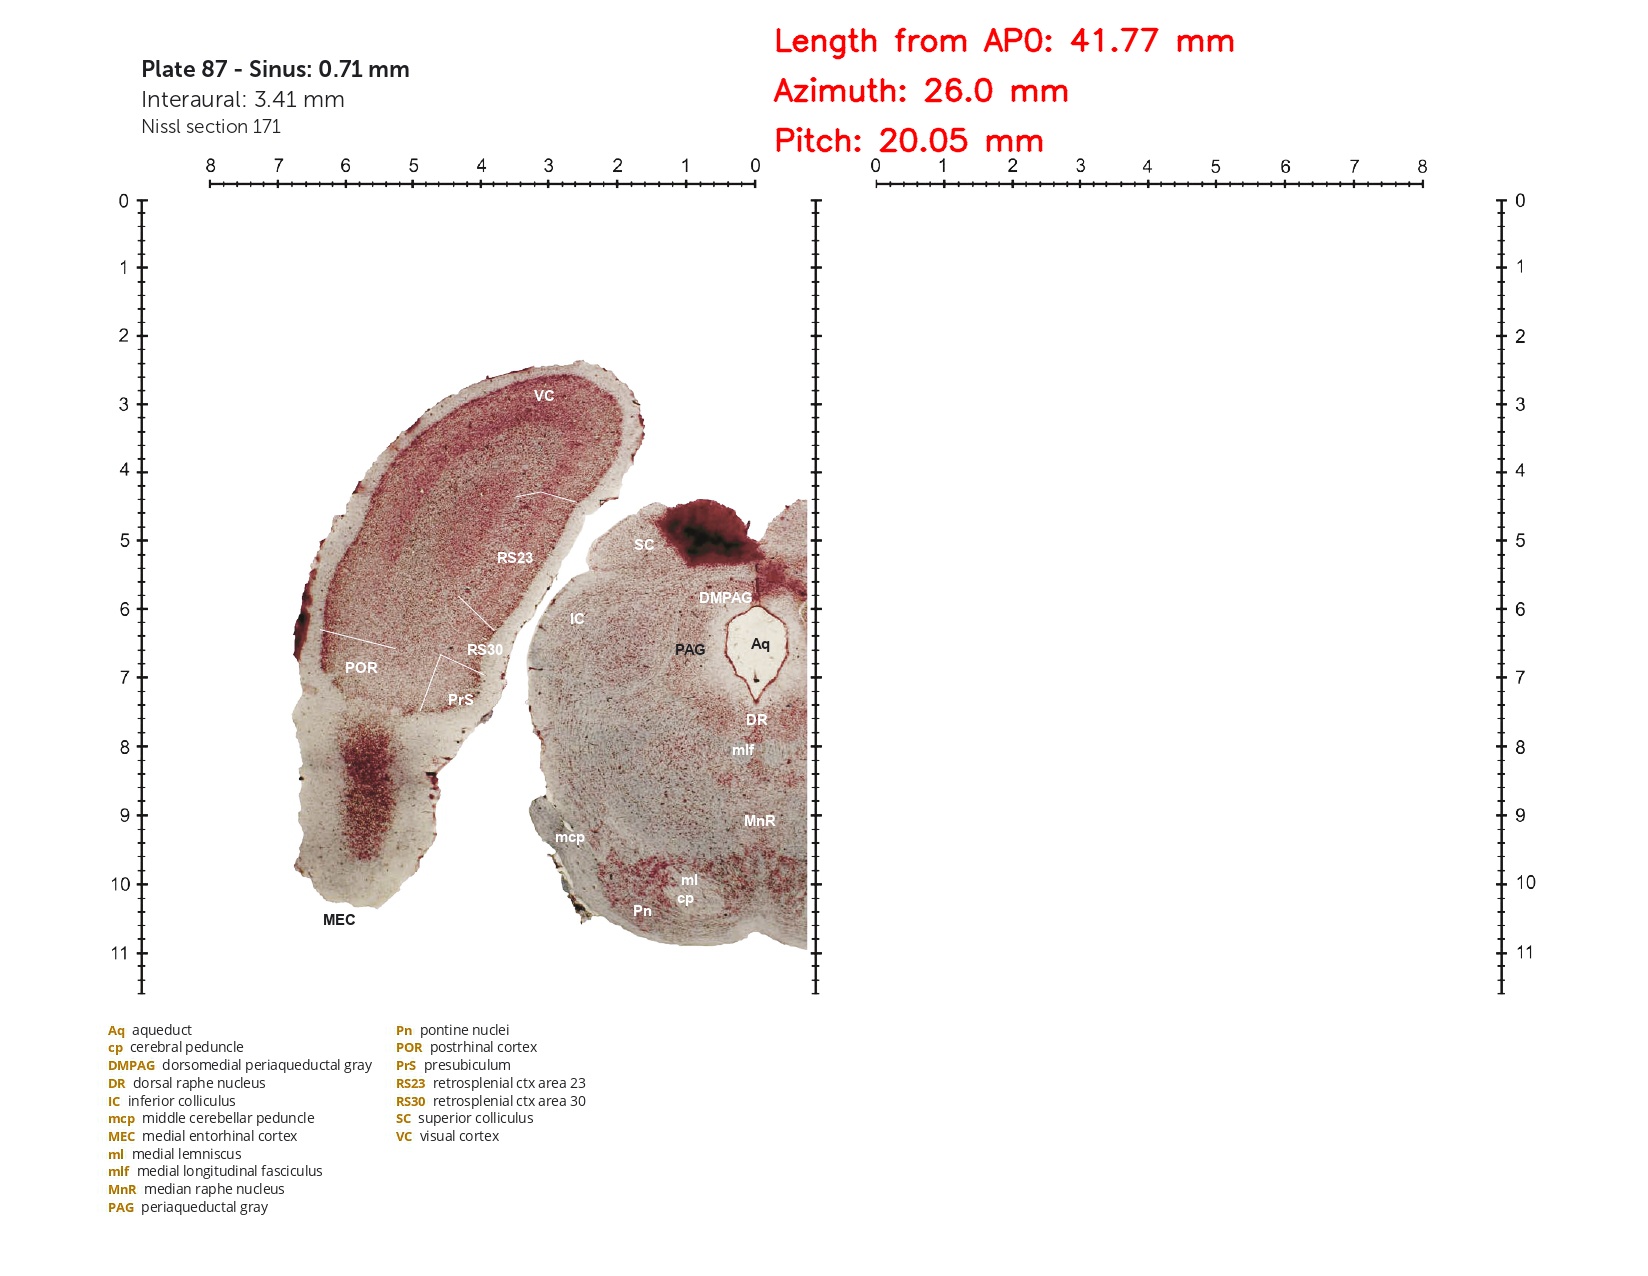 Length from AP0: 41.77 mm
Plate 87 - Sinus: 0.71 mm
Azimuth: 26.0 mm
Interaural: 3.41 mm
Nissl section 171
Pitch: 20.05 mm
8 7 6 5 4 3 2 1 0 0 1 2 3 4 5 6 7 8
0 0
1 1
2 2
VC
3 3
4 4
5 SC 5
RS23
DMPAG
6 IC 6
PAG Aq
RS30
POR
7 7
PrS
DR
8 mlf 8
9 MnR 9
mcp
10 ml 10
cp
Pn
MEC
11 11
Aq aqueduct
cp cerebral peduncle
DMPAG dorsomedial periaqueductal gray
DR dorsal raphe nucleus
IC inferior colliculus
mcp middle cerebellar peduncle
MEC medial entorhinal cortex
ml medial lemniscus
mlf medial longitudinal fasciculus
MnR median raphe nucleus
PAG periaqueductal gray
Pn pontine nuclei
POR postrhinal cortex
PrS presubiculum
RS23 retrosplenial ctx area 23
RS30 retrosplenial ctx area 30
SC superior colliculus
VC visual cortex